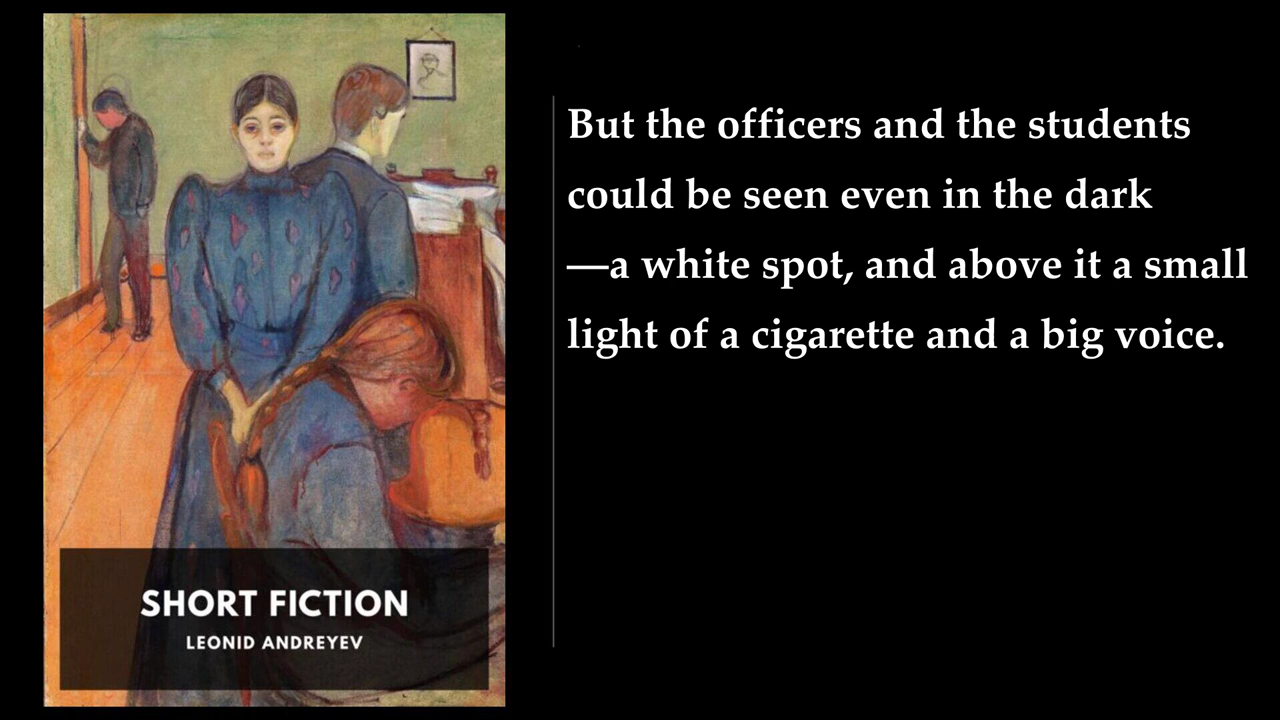 But the officers and the students
could be seen even in the dark
—a white spot, and above it a small
light of a cigarette and a big voice.
SHORT FICTION
LEONID ANDREYEV